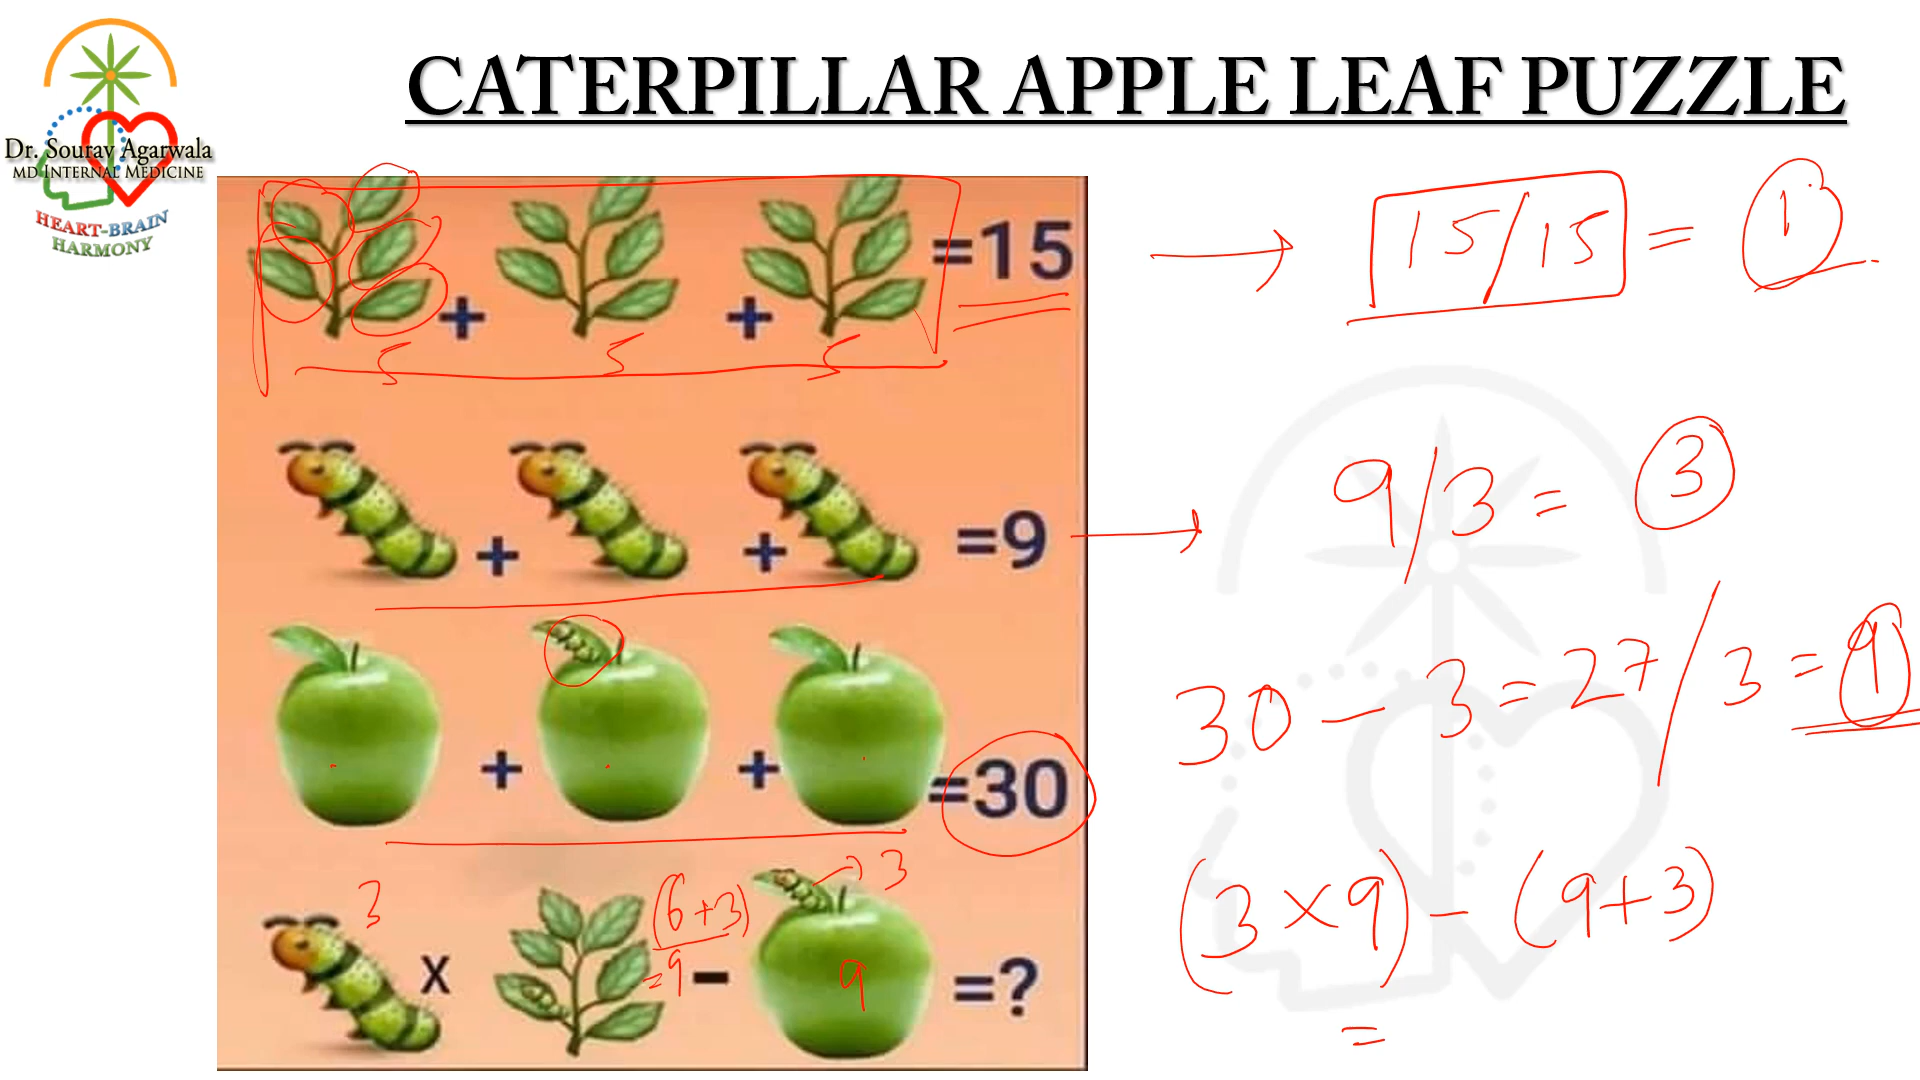 CATERPILLAR APPLE LEAF PUZZLE
Dr. Sourav Agarwala
MD INTERNAL MEDICINE
HEART-BRAIN
HARMONY
+ + =15
5 5 5
→ 15/15 = 1
+ + =9
→ 9/3 = 3
+ + =30
30 - 3 = 27/3 = 9
3 x (6+3) - 9 → 3 =?
=9
(3 × 9) - (9+3)
=